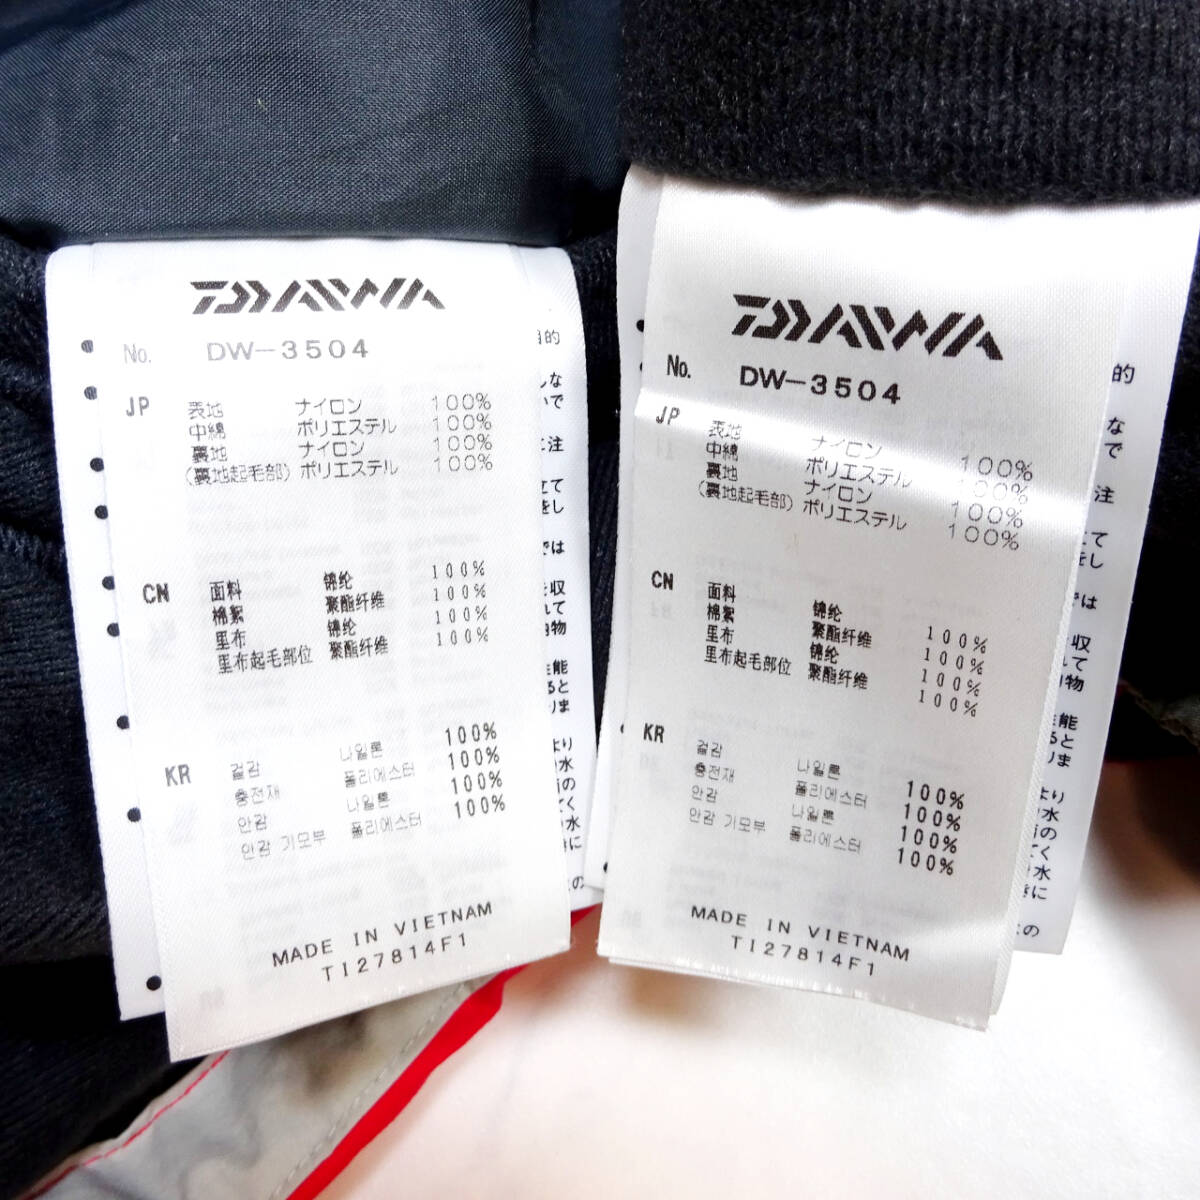 DAIWA
No. DW-3504
JP 表地 ナイロン 100%
中綿 ポリエステル 100%
裏地 ナイロン 100%
(裏地起毛部) ポリエステル 100%
CN 面料 锦纶 100%
棉絮 聚酯纤维 100%
里布 锦纶 100%
里布起毛部位 聚酯纤维 100%
KR 겉감 나일론 100%
충전재 폴리에스터 100%
안감 나일론 100%
안감 기모부 폴리에스터 100%
MADE IN VIETNAM
TI27814F1
DAIWA
No. DW-3504
JP 表地 ナイロン 100%
中綿 ポリエステル 100%
裏地 ナイロン 100%
(裏地起毛部) ポリエステル 100%
CN 面料 锦纶 100%
棉絮 聚酯纤维 100%
里布 锦纶 100%
里布起毛部位 聚酯纤维 100%
KR 겉감 나일론 100%
충전재 폴리에스터 100%
안감 나일론 100%
안감 기모부 폴리에스터 100%
MADE IN VIETNAM
TI27814F1